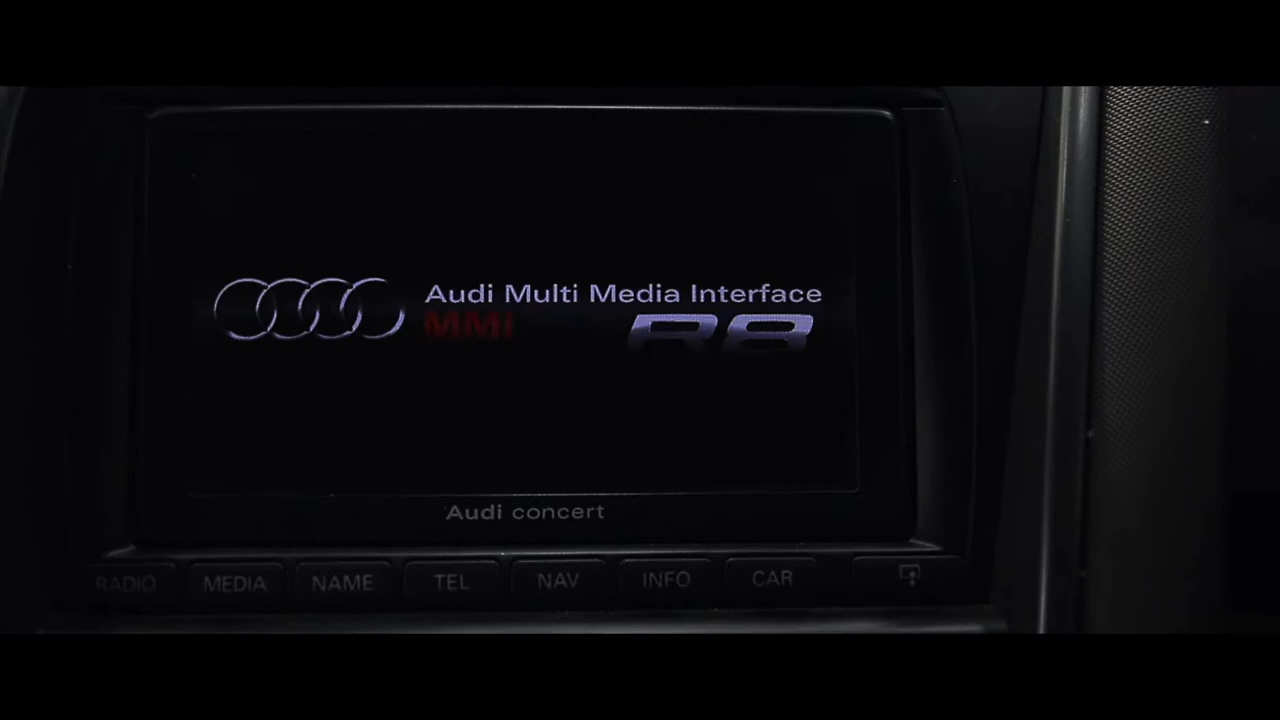 Audi Multi Media Interface
MMI R8
Audi concert
RADIO MEDIA NAME TEL NAV INFO CAR